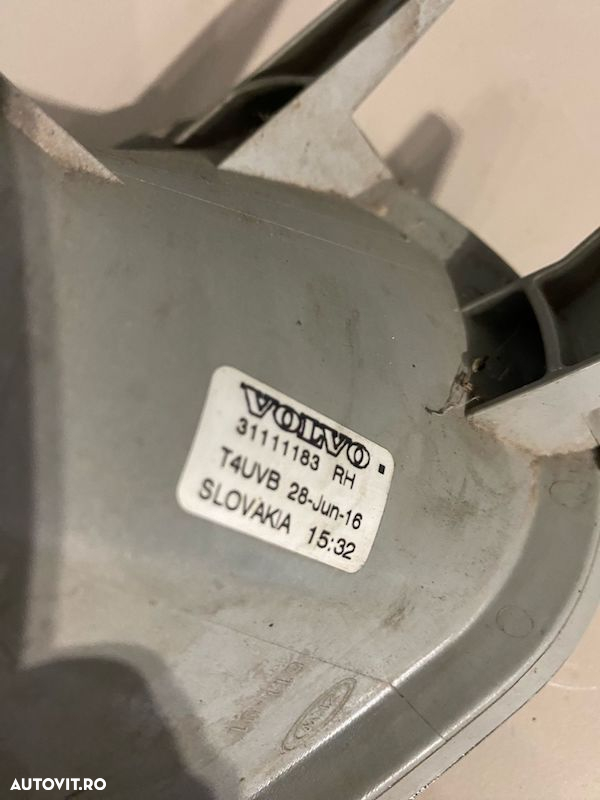 VOLVO
31111183 RH
T4UVB 28-Jun-16
SLOVAKIA 15:32
AUTOVIT.RO